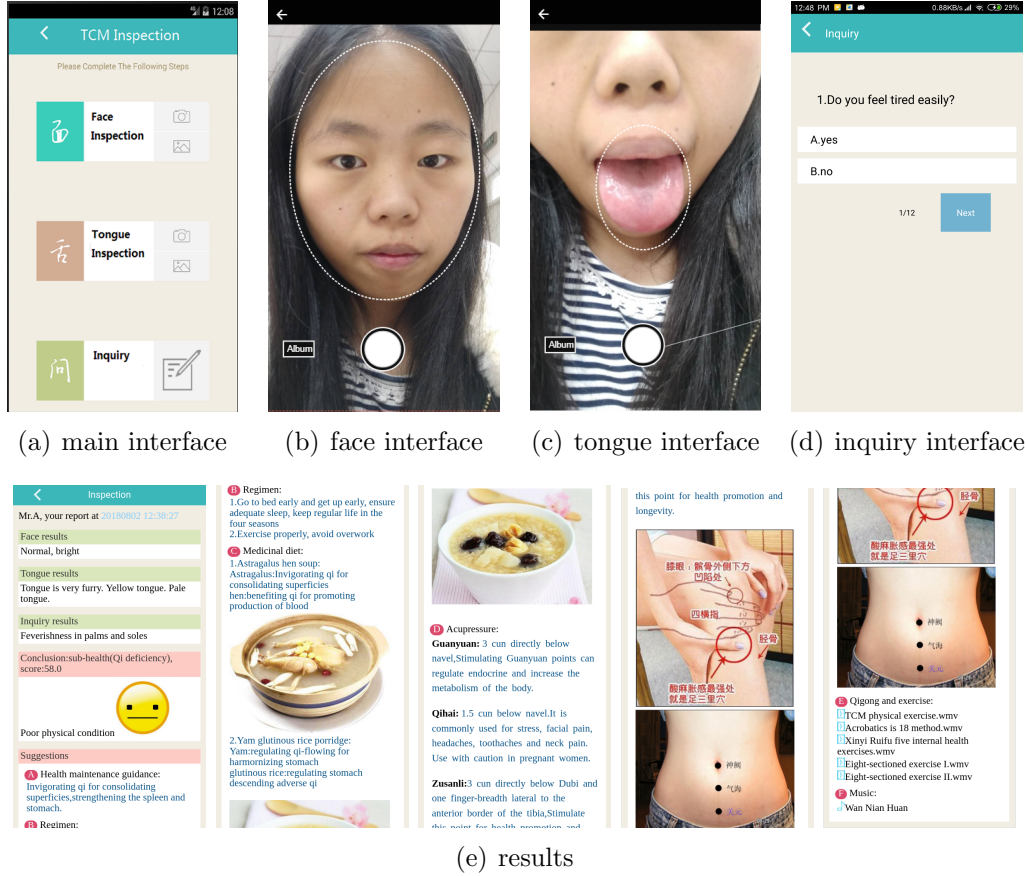 12:08
TCM Inspection
Please Complete The Following Steps
面
Face
Inspection
舌
Tongue
Inspection
问
Inquiry
(a) main interface
Album
(b) face interface
Album
(c) tongue interface
12:48 PM
0.88KB/s
29%
Inquiry
1.Do you feel tired easily?
A.yes
B.no
1/12
Next
(d) inquiry interface
Inspection
Mr.A, your report at 20180802 12:38:27
Face results
Normal, bright
Tongue results
Tongue is very furry. Yellow tongue. Pale
tongue.
Inquiry results
Feverishness in palms and soles
Conclusion:sub-health(Qi deficiency),
score:58.0
Poor physical condition
Suggestions
A Health maintenance guidance:
Invigorating qi for consolidating
superficies,strengthening the spleen and
stomach.
B Regimen:
B Regimen:
1.Go to bed early and get up early, ensure
adequate sleep, keep regular life in the
four seasons
2.Exercise properly, avoid overwork
C Medicinal diet:
1.Astragalus hen soup:
Astragalus:Invigorating qi for
consolidating superficies
hen:benefiting qi for promoting
production of blood
2.Yam glutinous rice porridge:
Yam:regulating qi-flowing for
harmornizing stomach
glutinous rice:regulating stomach
descending adverse qi
D Acupressure:
Guanyuan: 3 cun directly below
navel,Stimulating Guanyuan points can
regulate endocrine and increase the
metabolism of the body.
Qihai: 1.5 cun below navel.It is
commonly used for stress, facial pain,
headaches, toothaches and neck pain.
Use with caution in pregnant women.
Zusanli:3 cun directly below Dubi and
one finger-breadth lateral to the
anterior border of the tibia,Stimulate
this point for health promotion and
this point for health promotion and
longevity.
膝眼：髌骨外侧下方
凹陷处
四横指
胫骨
酸麻胀感最强处
就是足三里穴
神阙
气海
关元
胫骨
酸麻胀感最强处
就是足三里穴
神阙
气海
关元
E Qigong and exercise:
TCM physical exercise.wmv
Acrobatics is 18 method.wmv
Xinyi Ruifu five internal health
exercises.wmv
Eight-sectioned exercise I.wmv
Eight-sectioned exercise II.wmv
F Music:
Wan Nian Huan
(e) results